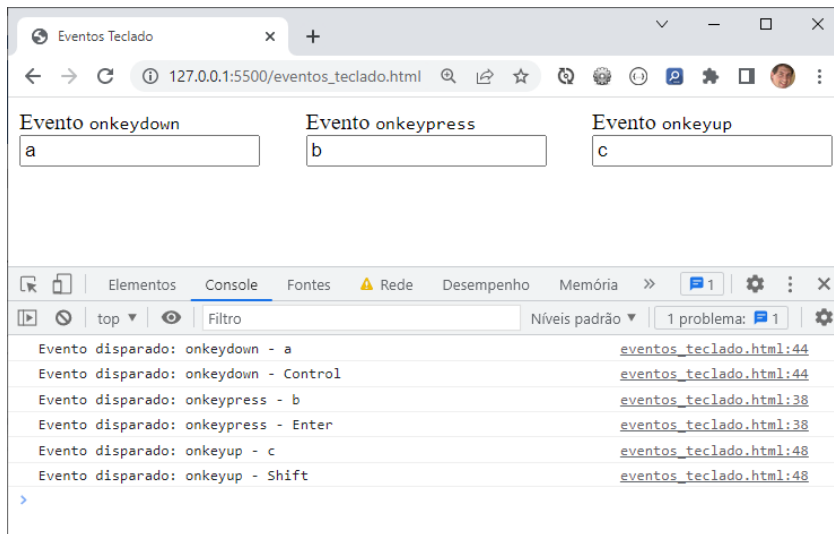 Eventos Teclado
127.0.0.1:5500/eventos_teclado.html
Evento onkeydown Evento onkeypress Evento onkeyup
a b c
Elementos Console Fontes Rede Desempenho Memória » 1
top ▼ Filtro Níveis padrão ▼ 1 problema: 1
Evento disparado: onkeydown - a eventos_teclado.html:44
Evento disparado: onkeydown - Control eventos_teclado.html:44
Evento disparado: onkeypress - b eventos_teclado.html:38
Evento disparado: onkeypress - Enter eventos_teclado.html:38
Evento disparado: onkeyup - c eventos_teclado.html:48
Evento disparado: onkeyup - Shift eventos_teclado.html:48